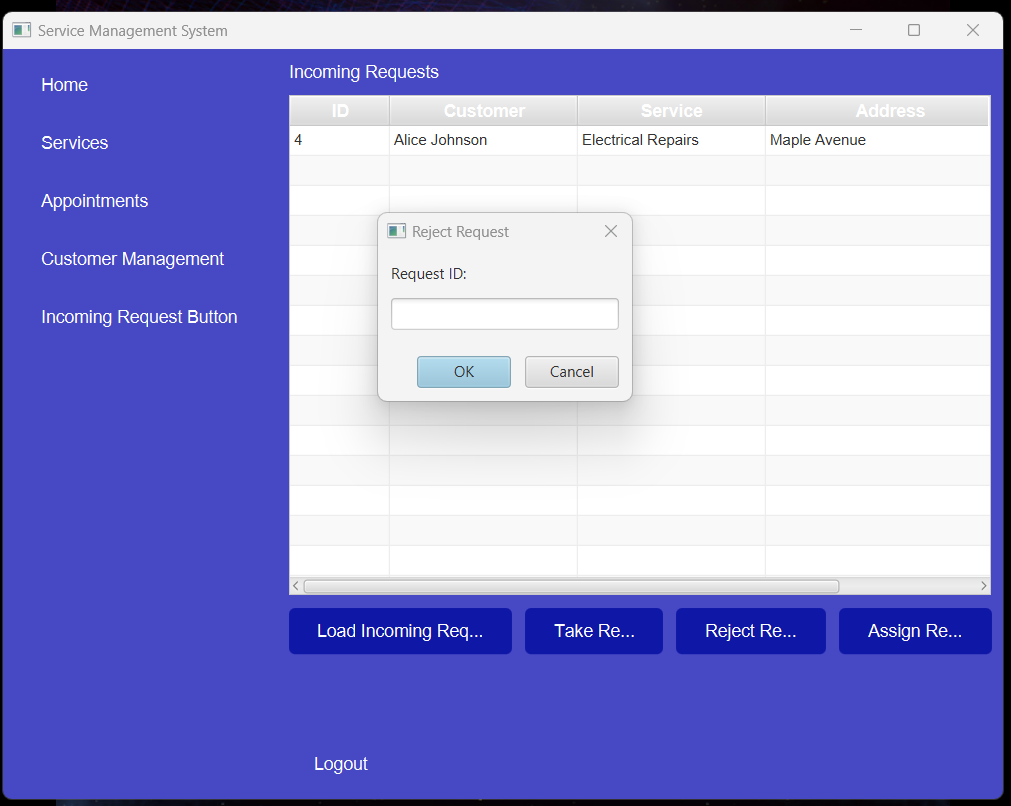 Service Management System
Home
Services
Appointments
Customer Management
Incoming Request Button
Incoming Requests
ID Customer Service Address
4 Alice Johnson Electrical Repairs Maple Avenue
Reject Request
Request ID:
OK Cancel
Load Incoming Req... Take Re... Reject Re... Assign Re...
Logout